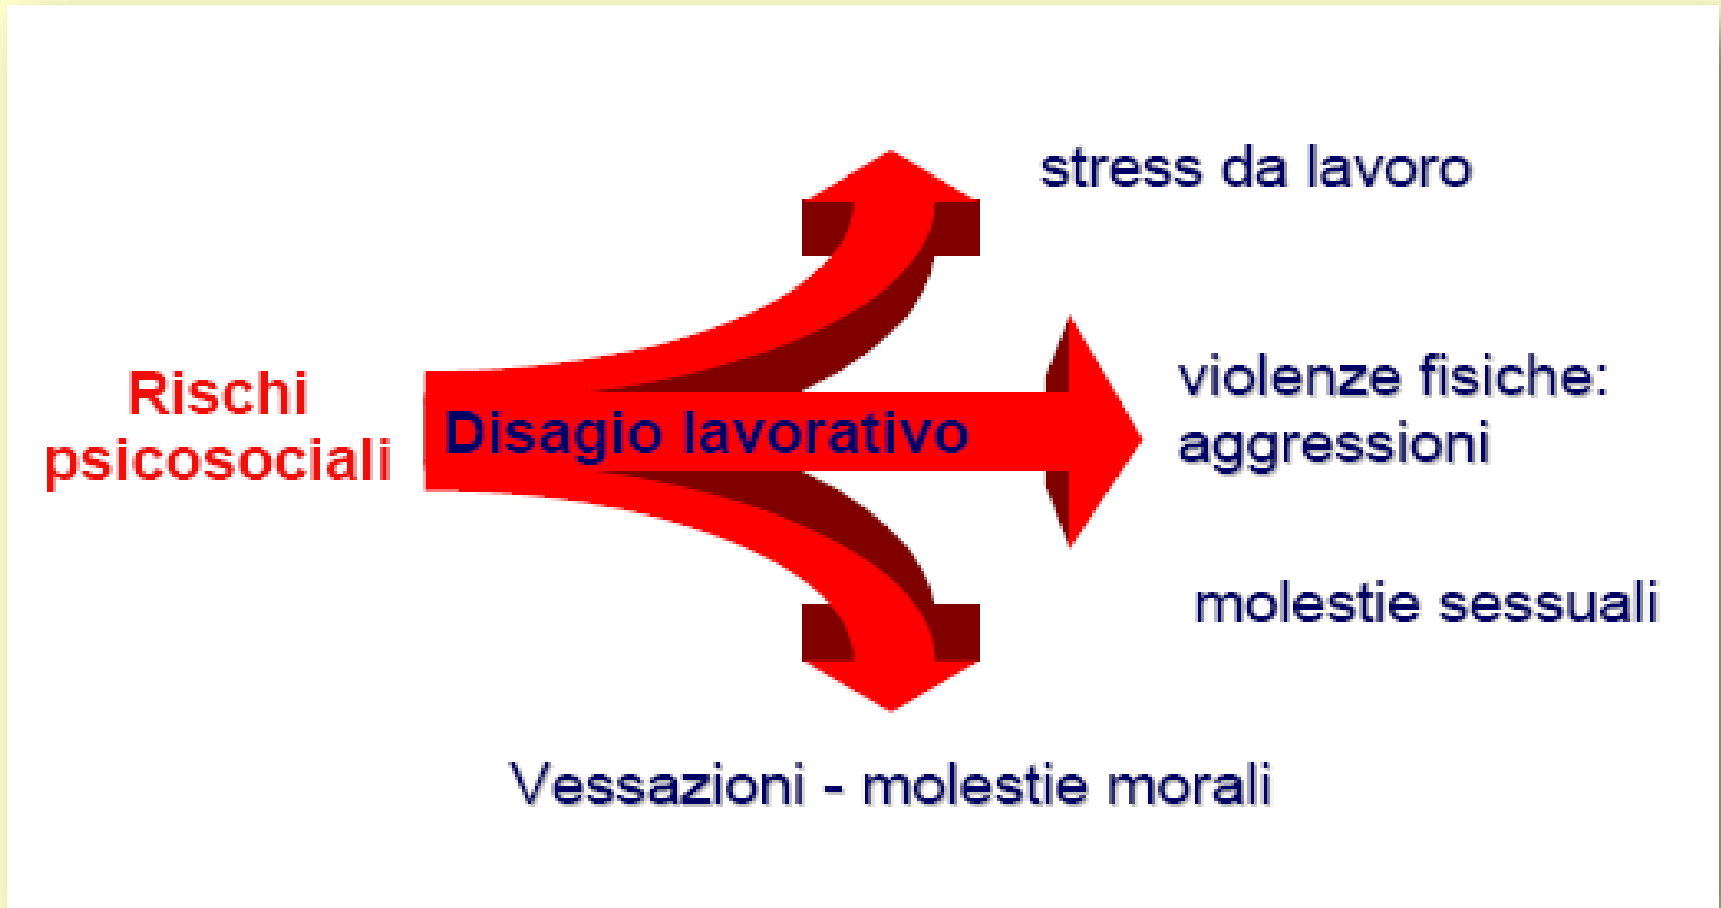 stress da lavoro
Rischi
psicosociali
Disagio lavorativo
violenze fisiche:
aggressioni
molestie sessuali
Vessazioni - molestie morali